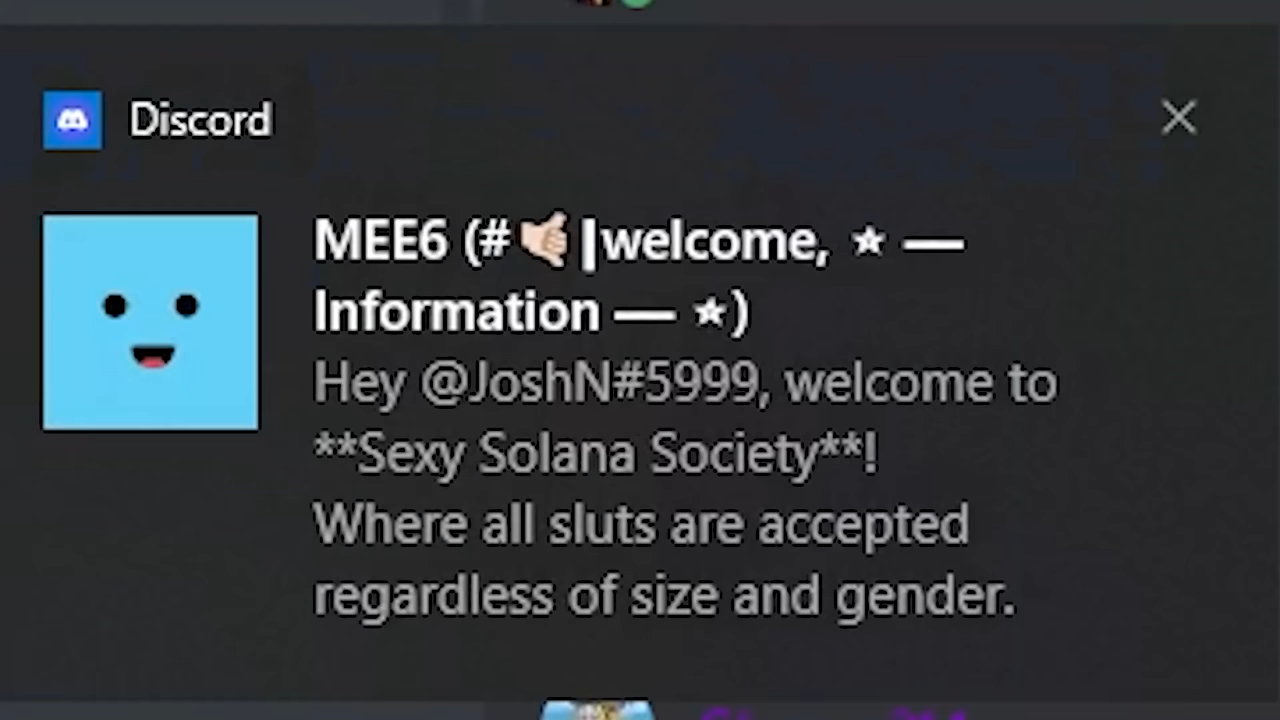 Discord
MEE6 (#🤙🏻┃welcome, ⭑ —
Information — ⭑)
Hey @JoshN#5999, welcome to
**Sexy Solana Society**!
Where all sluts are accepted
regardless of size and gender.